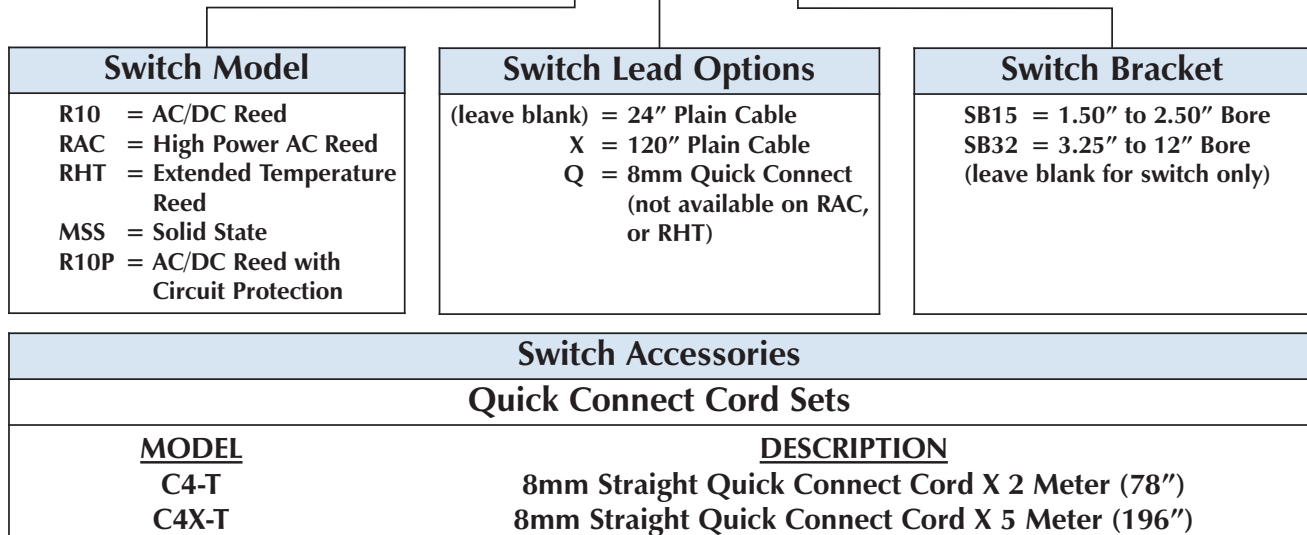 Switch Model
R10 = AC/DC Reed
RAC = High Power AC Reed
RHT = Extended Temperature
Reed
MSS = Solid State
R10P = AC/DC Reed with
Circuit Protection
Switch Lead Options
(leave blank) = 24″ Plain Cable
X = 120″ Plain Cable
Q = 8mm Quick Connect
(not available on RAC,
or RHT)
Switch Bracket
SB15 = 1.50″ to 2.50″ Bore
SB32 = 3.25″ to 12″ Bore
(leave blank for switch only)
Switch Accessories
Quick Connect Cord Sets
MODEL DESCRIPTION
C4-T 8mm Straight Quick Connect Cord X 2 Meter (78″)
C4X-T 8mm Straight Quick Connect Cord X 5 Meter (196″)